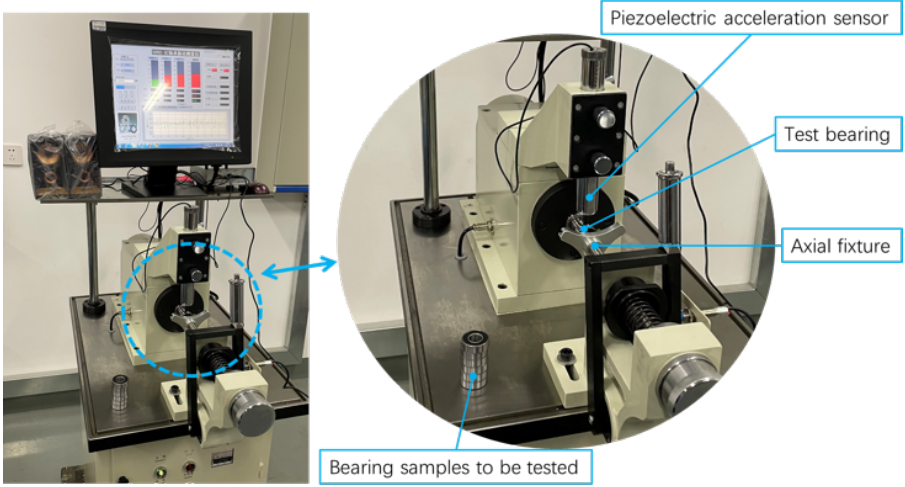 Piezoelectric acceleration sensor
Test bearing
Axial fixture
Bearing samples to be tested